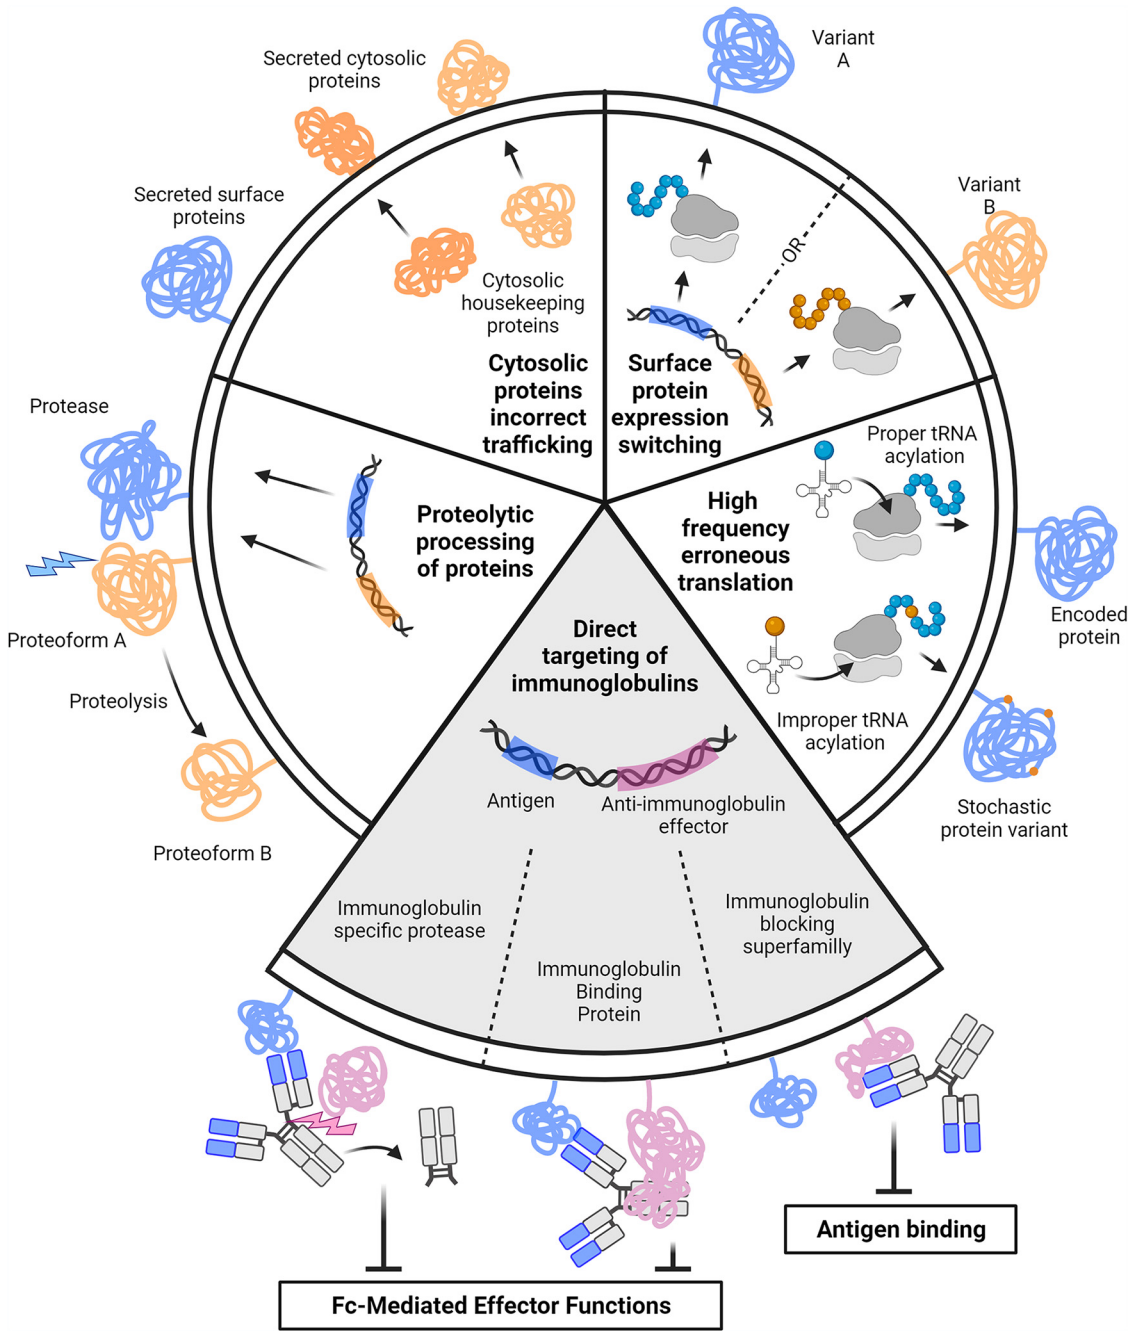 Variant
A
Secreted cytosolic
proteins
Secreted surface
proteins
Variant
B
OR
Cytosolic
housekeeping
proteins
Cytosolic
proteins
incorrect
trafficking
Surface
protein
expression
switching
Protease
Proper tRNA
acylation
Proteolytic
processing
of proteins
High
frequency
erroneous
translation
Proteoform A
Encoded
protein
Direct
targeting of
immunoglobulins
Proteolysis
Improper tRNA
acylation
Antigen
Anti-immunoglobulin
effector
Stochastic
protein variant
Proteoform B
Immunoglobulin
specific protease
Immunoglobulin
blocking
superfamilly
Immunoglobulin
Binding
Protein
Antigen binding
Fc-Mediated Effector Functions